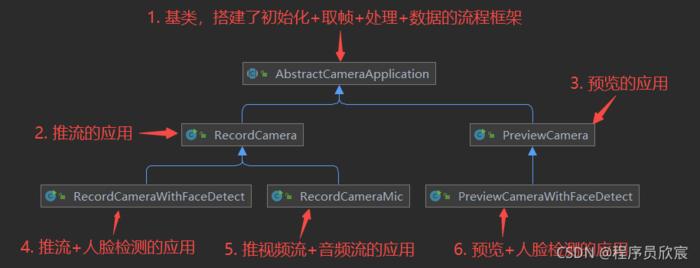 1. 基类，搭建了初始化+取帧+处理+数据的流程框架
AbstractCameraApplication
3. 预览的应用
2. 推流的应用
RecordCamera
PreviewCamera
RecordCameraWithFaceDetect
RecordCameraMic
PreviewCameraWithFaceDetect
4. 推流+人脸检测的应用
5. 推视频流+音频流的应用
6. 预览+人脸检测的应用
CSDN @程序员欣宸